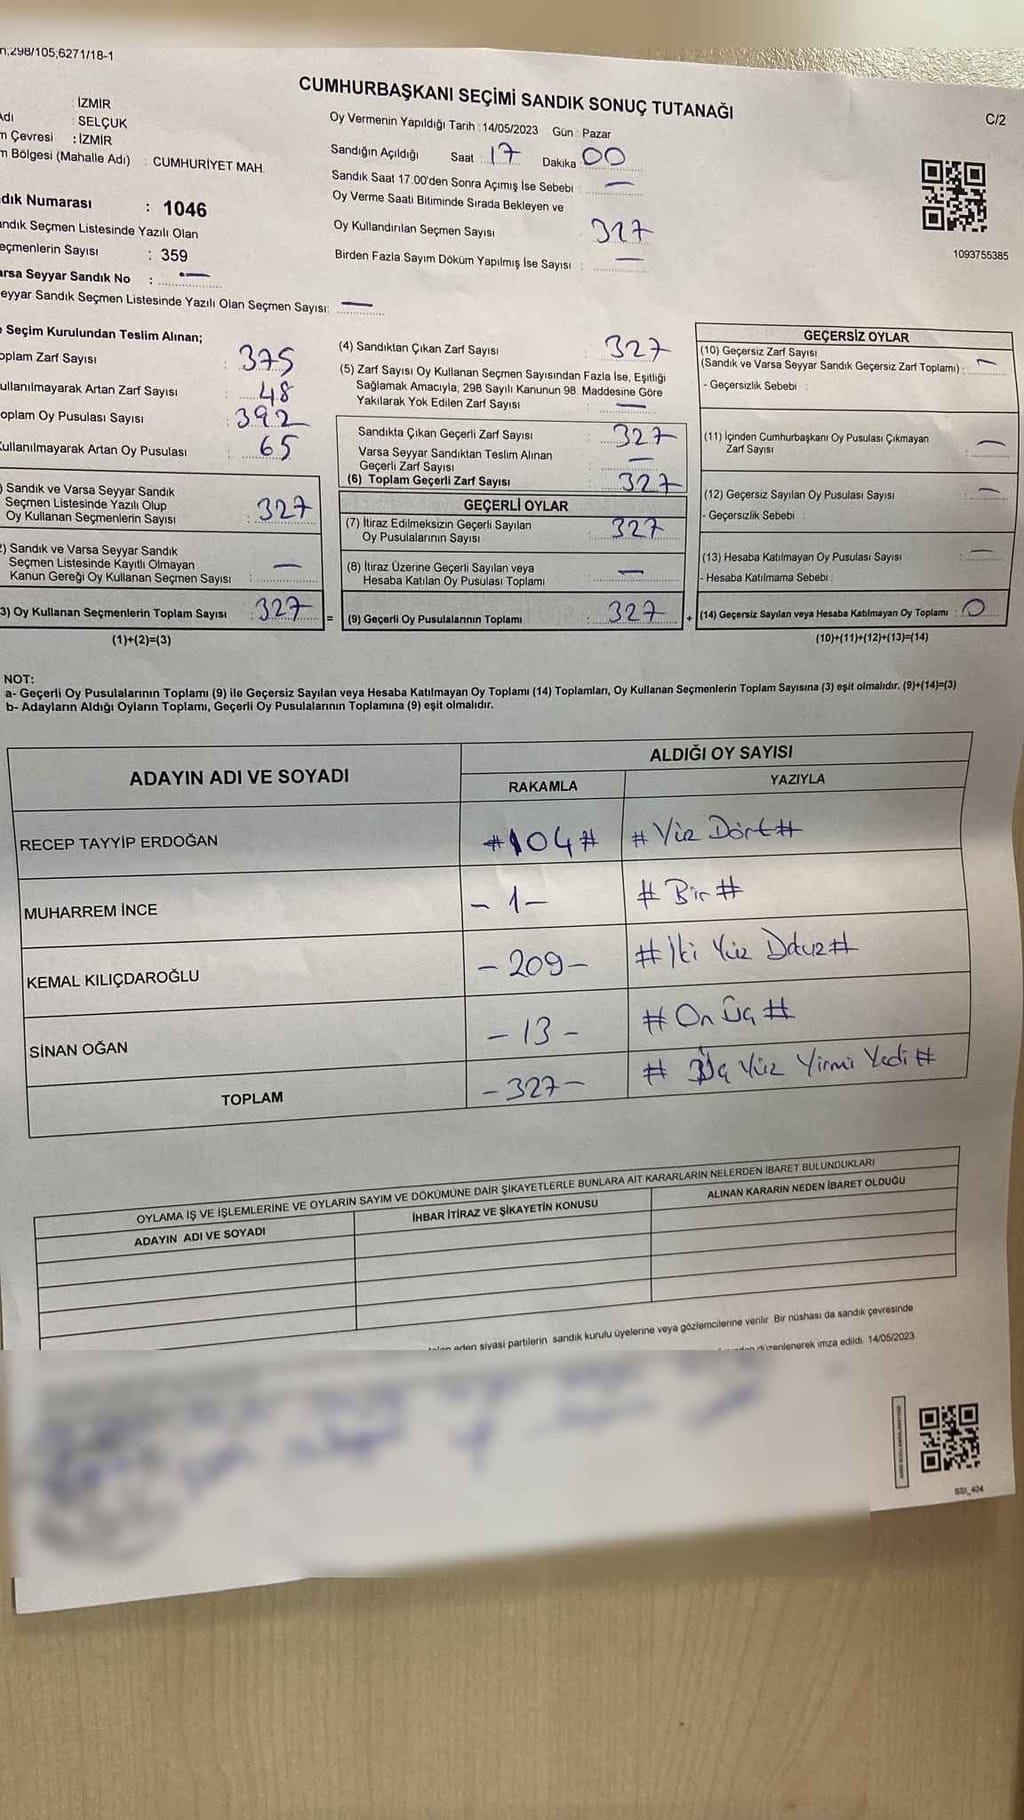 298/105;6271/18-1
CUMHURBAŞKANI SEÇİMİ SANDIK SONUÇ TUTANAĞI
C/2
: İZMİR
: SELÇUK
Çevresi : İZMİR
Bölgesi (Mahalle Adı) : CUMHURİYET MAH.
Oy Vermenin Yapıldığı Tarih : 14/05/2023 Gün : Pazar
Sandığın Açıldığı Saat : 17 Dakika : 00
Sandık Saat 17.00'den Sonra Açımış İse Sebebi : —
Oy Verme Saati Bitiminde Sırada Bekleyen ve
Oy Kullandırılan Seçmen Sayısı : 327
Birden Fazla Sayım Döküm Yapılmış İse Sayısı : —
1093755385
Numarası : 1046
Seçmen Listesinde Yazılı Olan
Sayısı : 359
Seyyar Sandık No : —
Sandık Seçmen Listesinde Yazılı Olan Seçmen Sayısı: —
Seçim Kurulundan Teslim Alınan;
Zarf Sayısı : 375
Artan Zarf Sayısı : 48
Oy Pusulası Sayısı : 392
Artan Oy Pusulası : 65
) Sandık ve Varsa Seyyar Sandık
Seçmen Listesinde Yazılı Olup
Oy Kullanan Seçmenlerin Sayısı : 327
2) Sandık ve Varsa Seyyar Sandık
Seçmen Listesinde Kayıtlı Olmayan
Kanun Gereği Oy Kullanan Seçmen Sayısı : —
3) Oy Kullanan Seçmenlerin Toplam Sayısı : 327 =
(1)+(2)=(3)
(4) Sandıktan Çıkan Zarf Sayısı : 327
(5) Zarf Sayısı Oy Kullanan Seçmen Sayısından Fazla İse, Eşitliği
Sağlamak Amacıyla; 298 Sayılı Kanunun 98. Maddesine Göre
Yakılarak Yok Edilen Zarf Sayısı : —
Sandıkta Çıkan Geçerli Zarf Sayısı : 327
Varsa Seyyar Sandıktan Teslim Alınan
Geçerli Zarf Sayısı : —
(6) Toplam Geçerli Zarf Sayısı : 327
GEÇERLİ OYLAR
(7) İtiraz Edilmeksizin Geçerli Sayılan
Oy Pusulalarının Sayısı : 327
(8) İtiraz Üzerine Geçerli Sayılan veya
Hesaba Katılan Oy Pusulası Toplamı : —
(9) Geçerli Oy Pusulalarının Toplamı : 327 +
GEÇERSİZ OYLAR
(10) Geçersiz Zarf Sayısı
(Sandık ve Varsa Seyyar Sandık Geçersiz Zarf Toplamı) : —
- Geçersizlik Sebebi :
(11) İçinden Cumhurbaşkanı Oy Pusulası Çıkmayan
Zarf Sayısı : —
(12) Geçersiz Sayılan Oy Pusulası Sayısı : —
- Geçersizlik Sebebi :
(13) Hesaba Katılmayan Oy Pusulası Sayısı : —
- Hesaba Katılmama Sebebi :
(14) Geçersiz Sayılan veya Hesaba Katılmayan Oy Toplamı : 0
(10)+(11)+(12)+(13)=(14)
NOT:
a- Geçerli Oy Pusulalarının Toplamı (9) ile Geçersiz Sayılan veya Hesaba Katılmayan Oy Toplamı (14) Toplamları, Oy Kullanan Seçmenlerin Toplam Sayısına (3) eşit olmalıdır. (9)+(14)=(3)
b- Adayların Aldığı Oyların Toplamı, Geçerli Oy Pusulalarının Toplamına (9) eşit olmalıdır.
ADAYIN ADI VE SOYADI
ALDIĞI OY SAYISI
RAKAMLA YAZIYLA
RECEP TAYYİP ERDOĞAN #104# # Yüz Dört #
MUHARREM İNCE - 1 - # Bir #
KEMAL KILIÇDAROĞLU - 209 - # İki Yüz Dokuz #
SİNAN OĞAN - 13 - # On Üç #
TOPLAM - 327 - # Üç Yüz Yirmi Yedi #
OYLAMA İŞ VE İŞLEMLERİNE VE OYLARIN SAYIM VE DÖKÜMÜNE DAİR ŞİKAYETLERLE BUNLARA AİT KARARLARIN NELERDEN İBARET BULUNDUKLARI
ADAYIN ADI VE SOYADI İHBAR İTİRAZ VE ŞİKAYETİN KONUSU ALINAN KARARIN NEDEN İBARET OLDUĞU
eden siyasi partilerin sandık kurulu üyelerine veya gözlemcilerine verilir. Bir nüshası da sandık çevresinde
düzenlenerek imza edildi. 14/05/2023
SSI_404